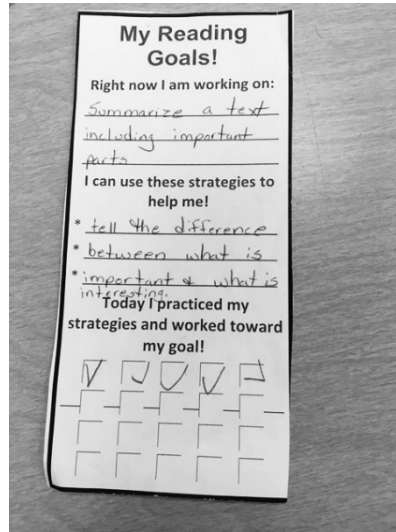 My Reading
Goals!
Right now I am working on:
Summarize a text
including important
parts
I can use these strategies to
help me!
* tell the difference
* between what is
* important & what is
interesting.
Today I practiced my
strategies and worked toward
my goal!